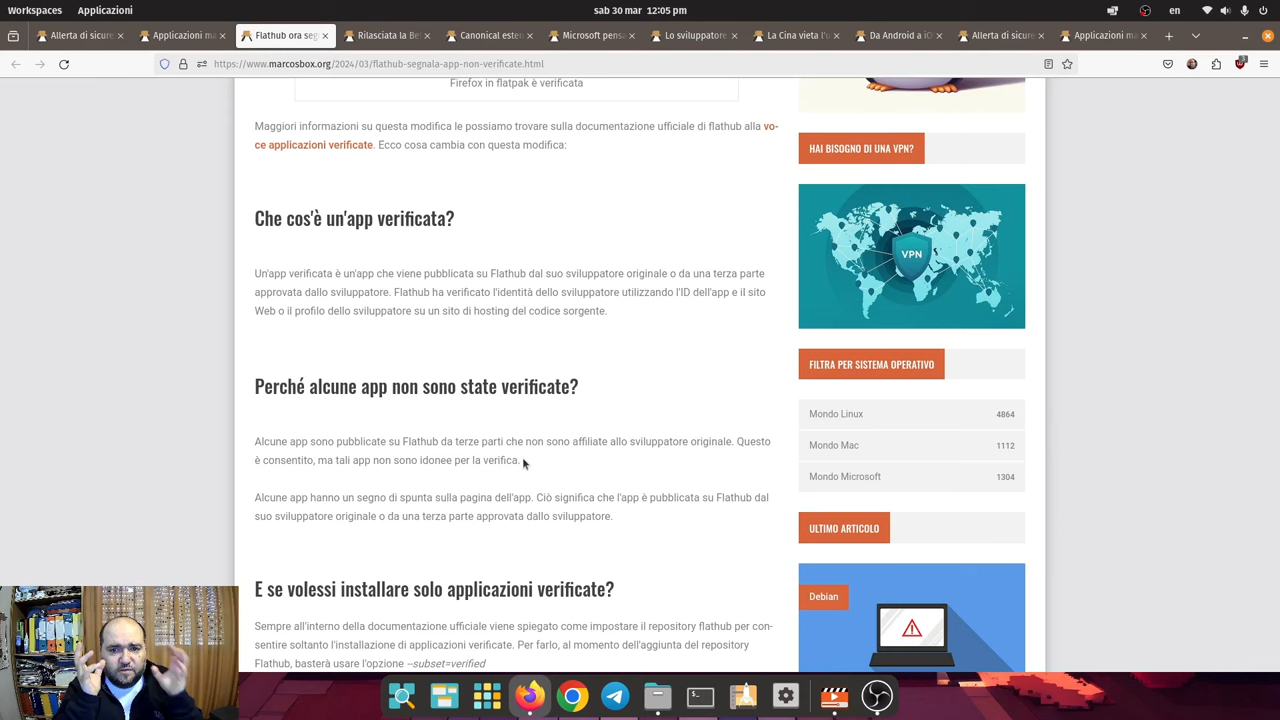 Workspaces
Applicazioni
sab 30 mar 12:05 pm
en
Allerta di sicure
Applicazioni ma
Flathub ora seg
Rilasciata la Be
Canonical esten
Microsoft pensa
Lo sviluppatore
La Cina vieta l'u
Da Android a iO
Allerta di sicure
Applicazioni ma
https://www.marcosbox.org/2024/03/flathub-segnala-app-non-verificate.html
Firefox in flatpak è verificata
Maggiori informazioni su questa modifica le possiamo trovare sulla documentazione ufficiale di flathub alla vo-
ce applicazioni verificate. Ecco cosa cambia con questa modifica:
Che cos'è un'app verificata?
Un'app verificata è un'app che viene pubblicata su Flathub dal suo sviluppatore originale o da una terza parte
approvata dallo sviluppatore. Flathub ha verificato l'identità dello sviluppatore utilizzando l'ID dell'app e il sito
Web o il profilo dello sviluppatore su un sito di hosting del codice sorgente.
Perché alcune app non sono state verificate?
Alcune app sono pubblicate su Flathub da terze parti che non sono affiliate allo sviluppatore originale. Questo
è consentito, ma tali app non sono idonee per la verifica.
Alcune app hanno un segno di spunta sulla pagina dell'app. Ciò significa che l'app è pubblicata su Flathub dal
suo sviluppatore originale o da una terza parte approvata dallo sviluppatore.
E se volessi installare solo applicazioni verificate?
Sempre all'interno della documentazione ufficiale viene spiegato come impostare il repository flathub per con-
sentire soltanto l'installazione di applicazioni verificate. Per farlo, al momento dell'aggiunta del repository
Flathub, basterà usare l'opzione --subset=verified
HAI BISOGNO DI UNA VPN?
VPN
FILTRA PER SISTEMA OPERATIVO
Mondo Linux 4864
Mondo Mac 1112
Mondo Microsoft 1304
ULTIMO ARTICOLO
Debian